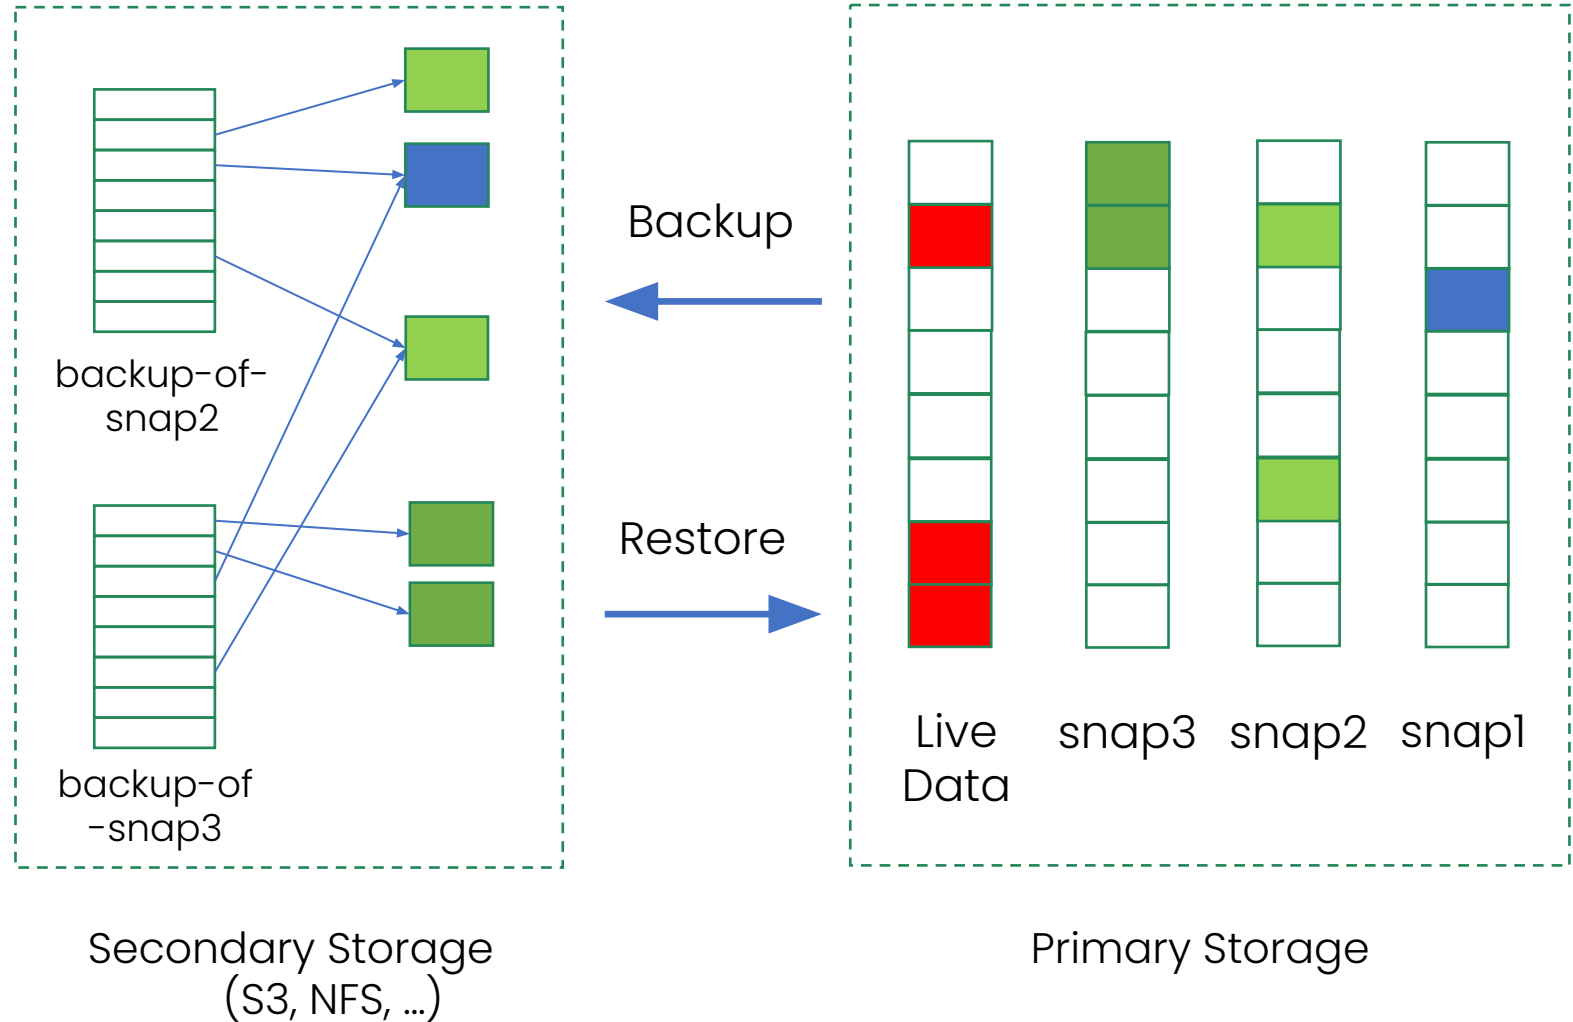 backup-of-
snap2
backup-of
-snap3
Secondary Storage
(S3, NFS, ...)
Backup
Restore
Live
Data
snap3
snap2
snap1
Primary Storage